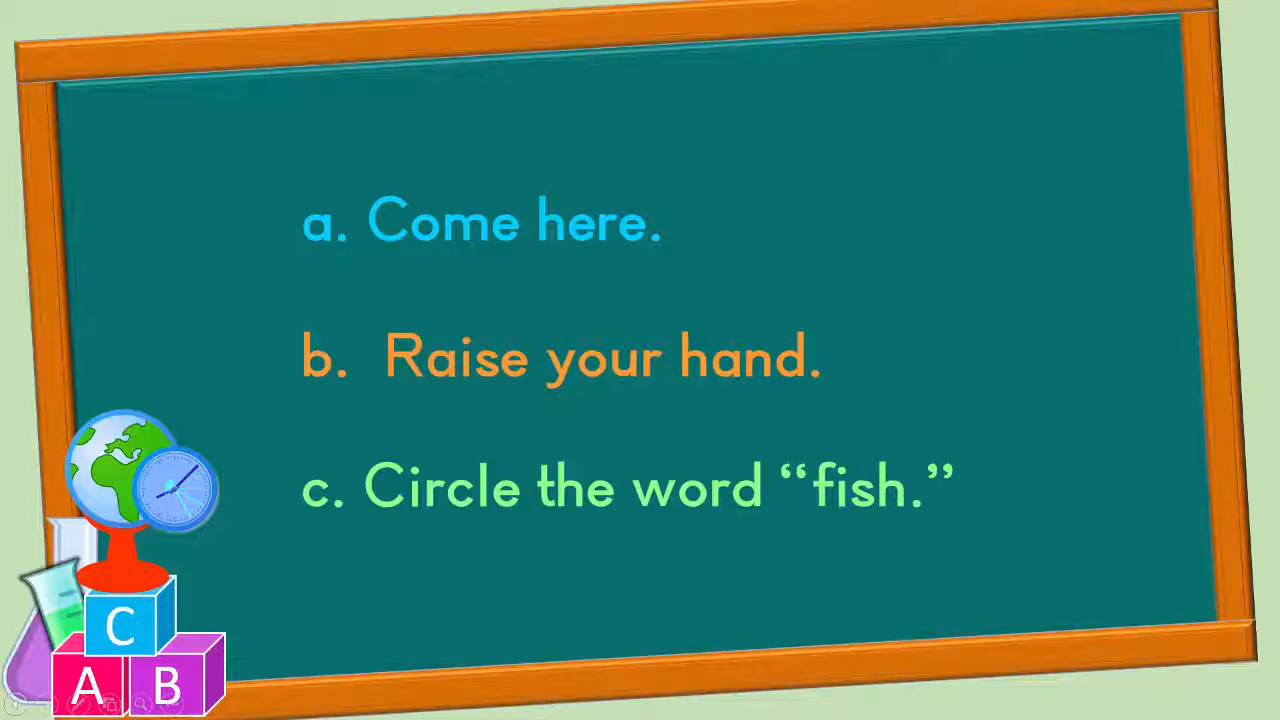 a. Come here.
b. Raise your hand.
c. Circle the word “fish.”
C
A B